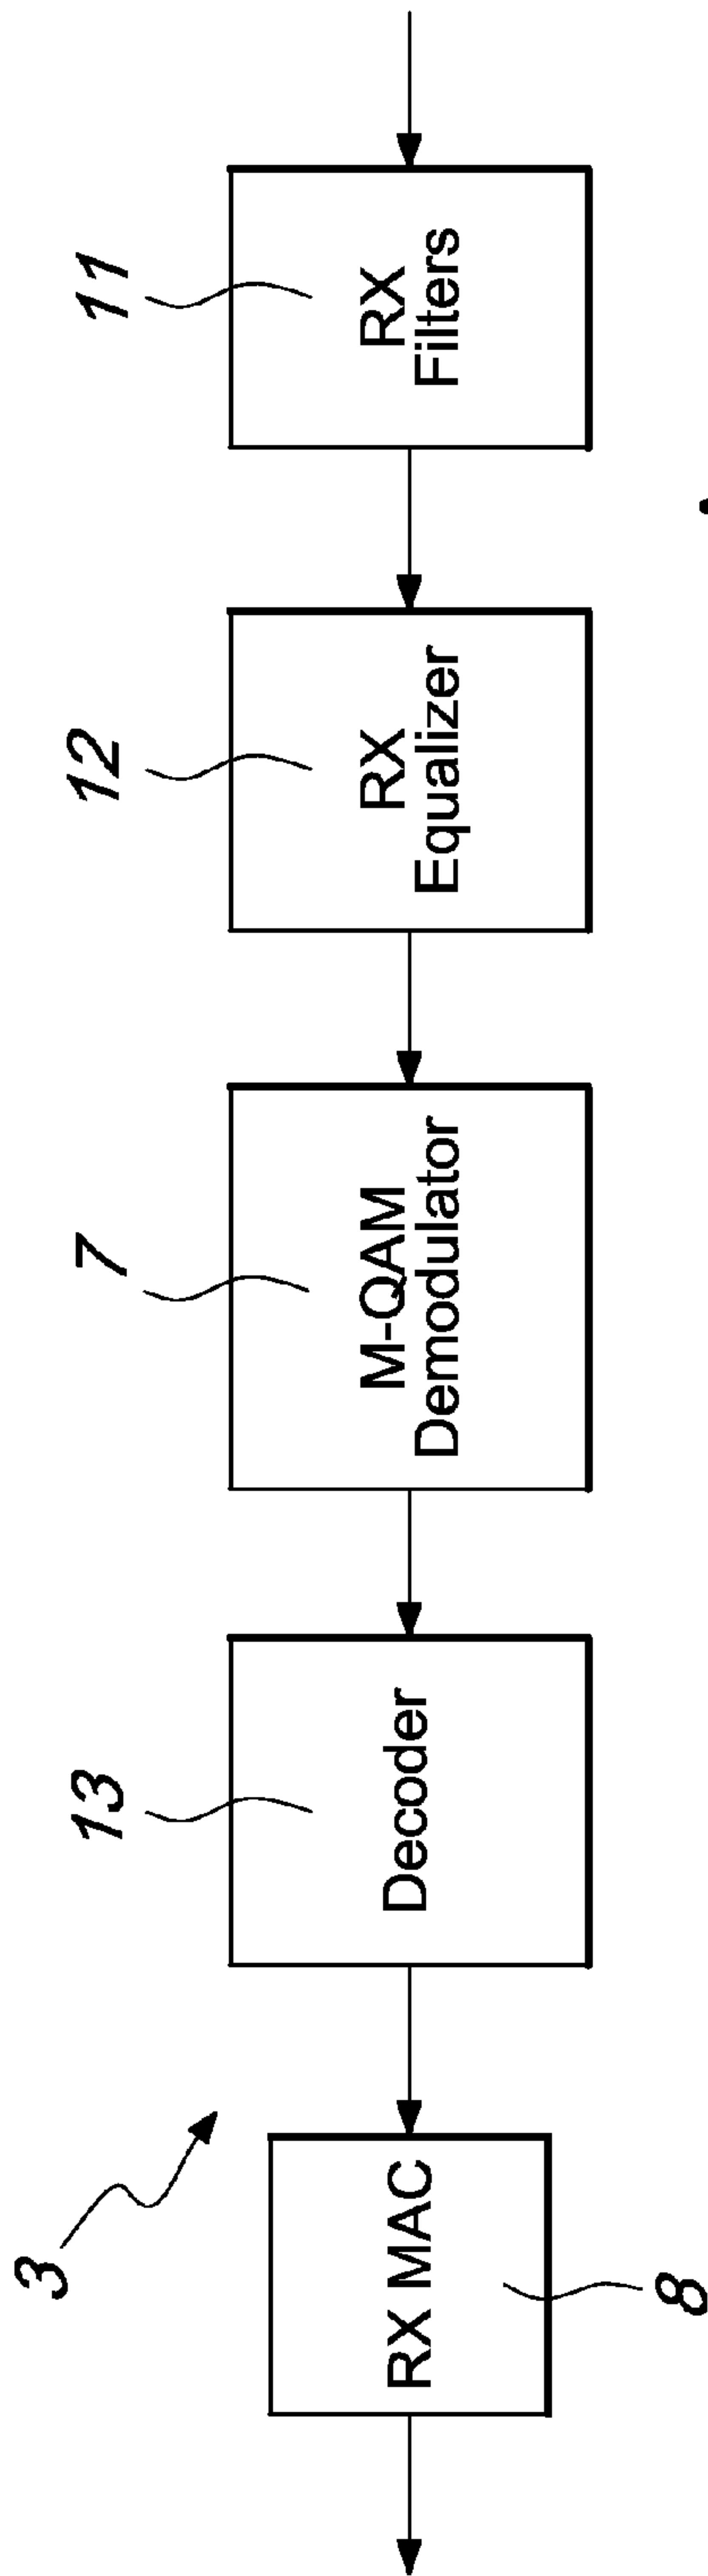 11
RX
Filters
12
RX
Equalizer
7
M-QAM
Demodulator
13
Decoder
3
RX MAC
8